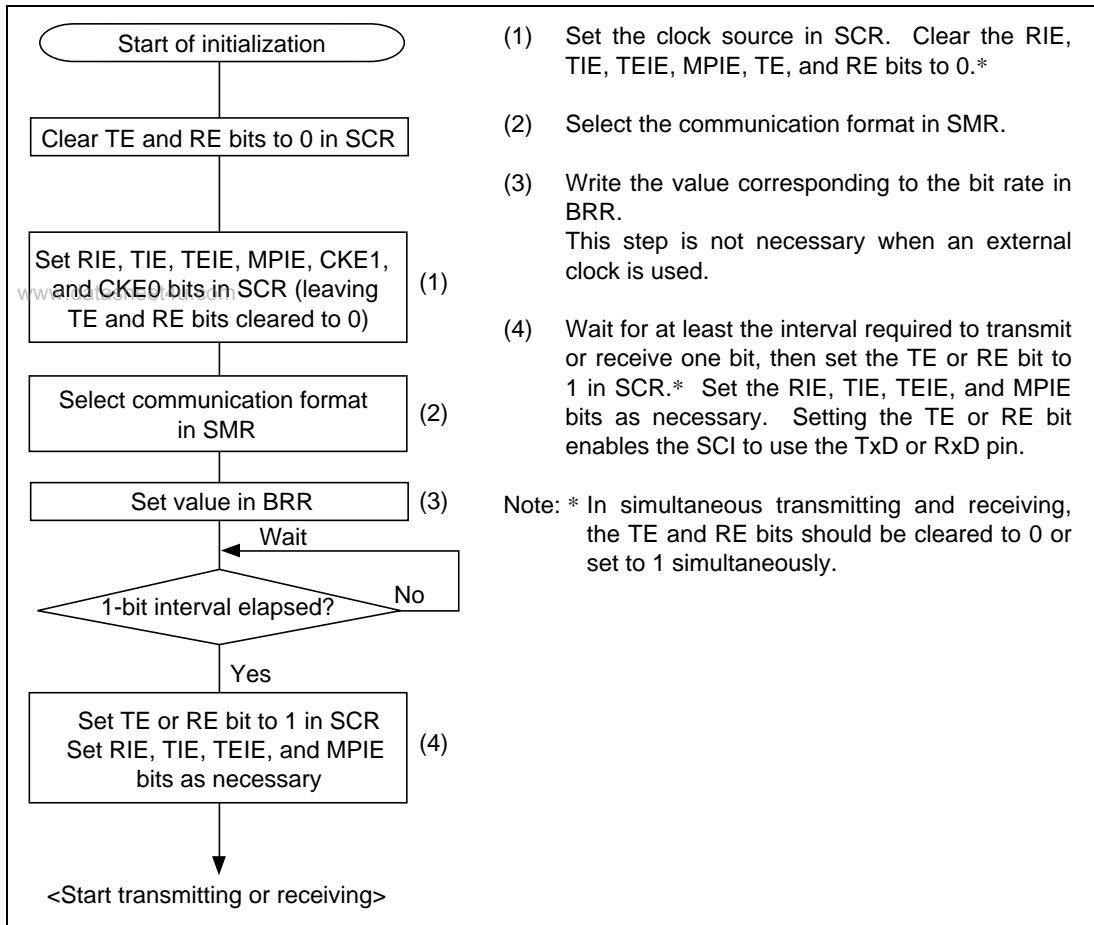 Start of initialization
Clear TE and RE bits to 0 in SCR
Set RIE, TIE, TEIE, MPIE, CKE1,
and CKE0 bits in SCR (leaving
TE and RE bits cleared to 0)
(1)
www.datasheet4u.com
Select communication format
in SMR
(2)
Set value in BRR
(3)
Wait
1-bit interval elapsed?
No
Yes
Set TE or RE bit to 1 in SCR
Set RIE, TIE, TEIE, and MPIE
bits as necessary
(4)
<Start transmitting or receiving>
(1) Set the clock source in SCR. Clear the RIE,
TIE, TEIE, MPIE, TE, and RE bits to 0.*
(2) Select the communication format in SMR.
(3) Write the value corresponding to the bit rate in
BRR.
This step is not necessary when an external
clock is used.
(4) Wait for at least the interval required to transmit
or receive one bit, then set the TE or RE bit to
1 in SCR.* Set the RIE, TIE, TEIE, and MPIE
bits as necessary. Setting the TE or RE bit
enables the SCI to use the TxD or RxD pin.
Note: * In simultaneous transmitting and receiving,
the TE and RE bits should be cleared to 0 or
set to 1 simultaneously.